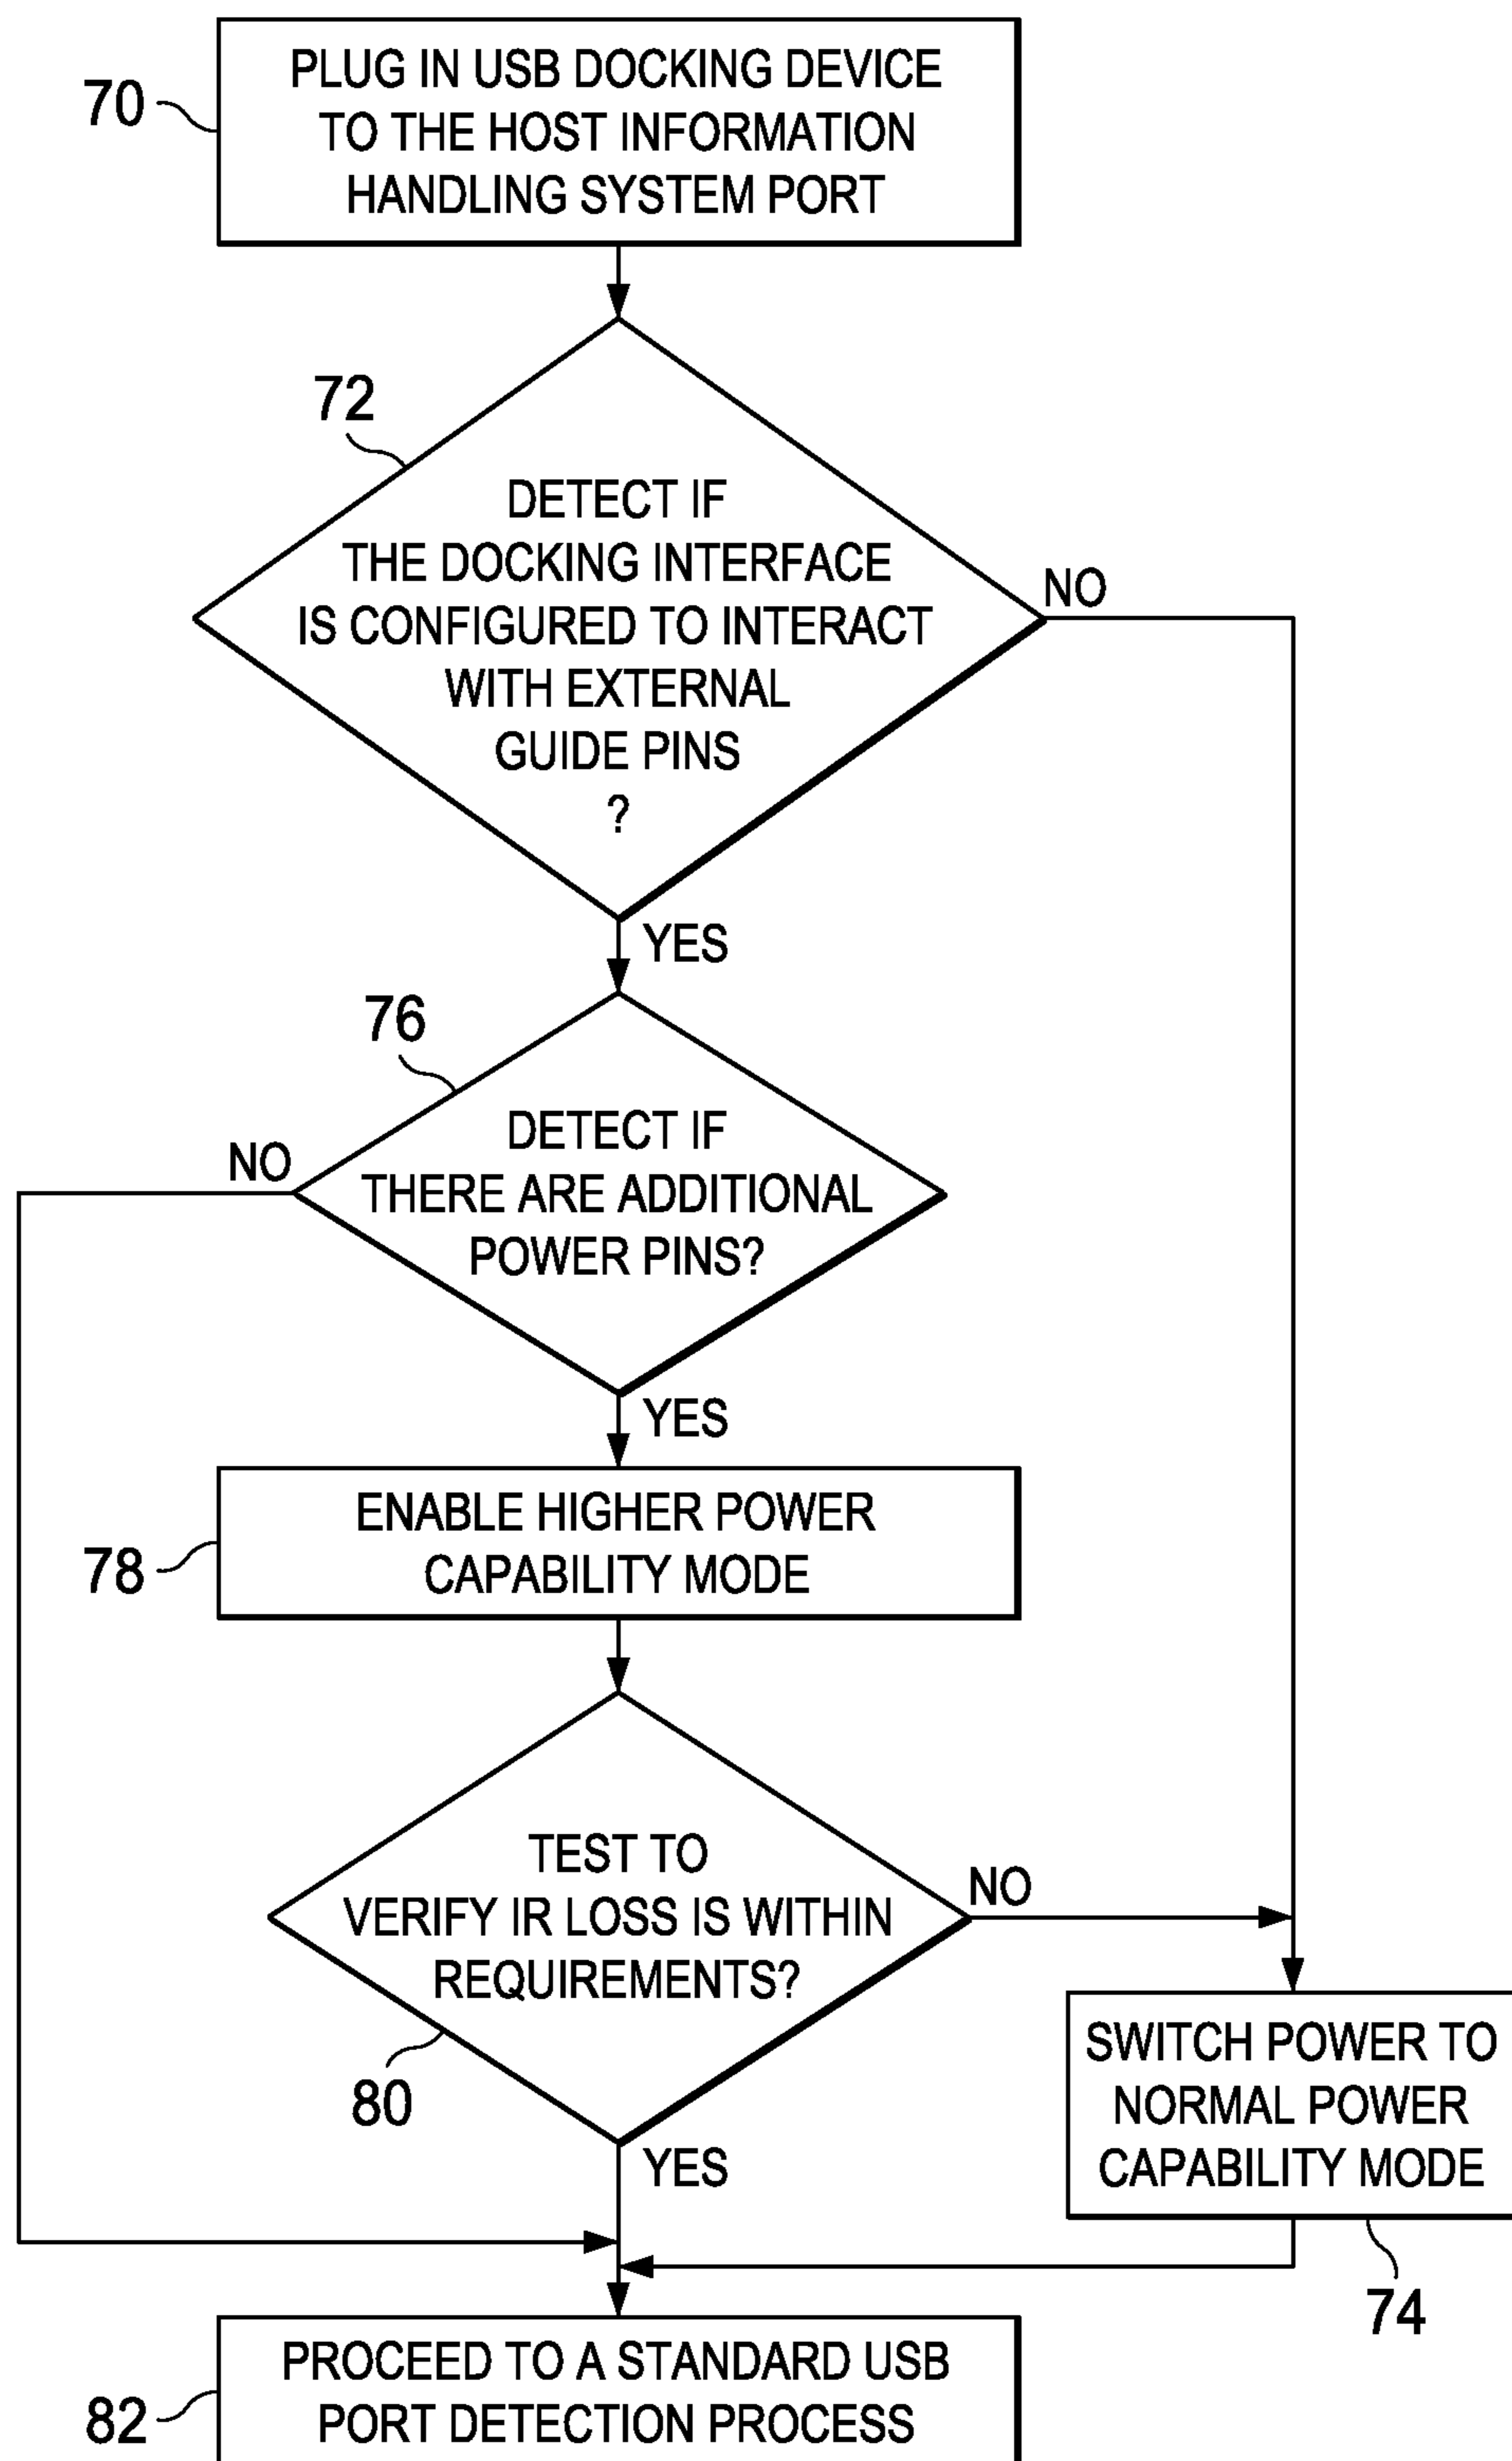 70
PLUG IN USB DOCKING DEVICE
TO THE HOST INFORMATION
HANDLING SYSTEM PORT
72
DETECT IF
THE DOCKING INTERFACE
IS CONFIGURED TO INTERACT
WITH EXTERNAL
GUIDE PINS
?
NO
YES
76
DETECT IF
THERE ARE ADDITIONAL
POWER PINS?
NO
YES
78
ENABLE HIGHER POWER
CAPABILITY MODE
TEST TO
VERIFY IR LOSS IS WITHIN
REQUIREMENTS?
NO
80
YES
SWITCH POWER TO
NORMAL POWER
CAPABILITY MODE
74
82
PROCEED TO A STANDARD USB
PORT DETECTION PROCESS